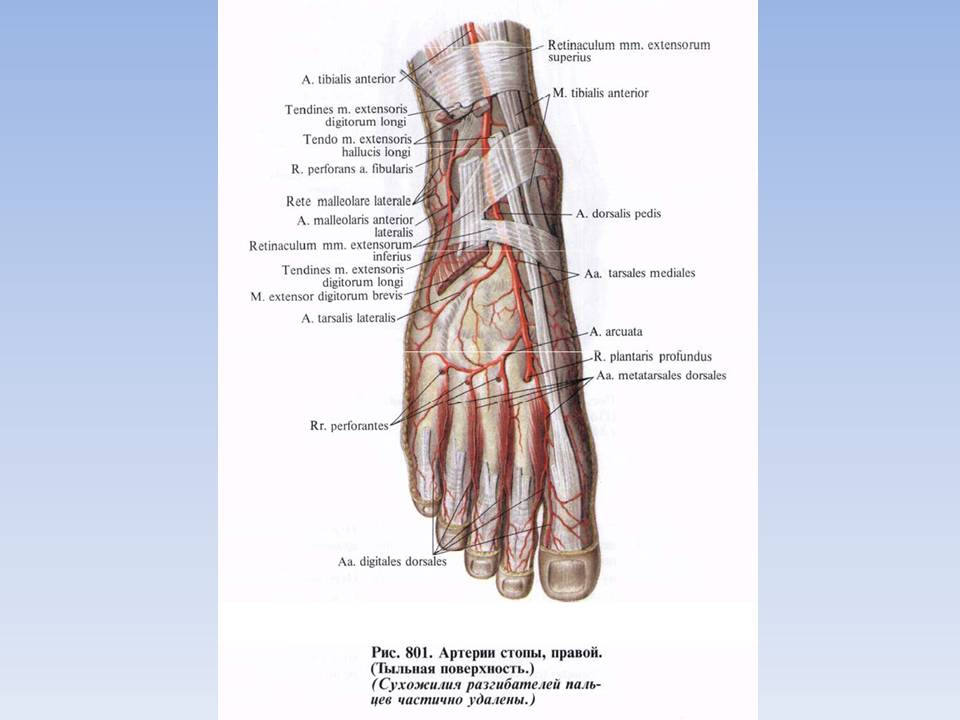 Retinaculum mm. extensorum
superius
A. tibialis anterior
M. tibialis anterior
Tendines m. extensoris
digitorum longi
Tendo m. extensoris
hallucis longi
R. perforans a. fibularis
Rete malleolare laterale
A. malleolaris anterior
lateralis
A. dorsalis pedis
Retinaculum mm. extensorum
inferius
Tendines m. extensoris
digitorum longi
Aa. tarsales mediales
M. extensor digitorum brevis
A. tarsalis lateralis
A. arcuata
R. plantaris profundus
Aa. metatarsales dorsales
Rr. perforantes
Aa. digitales dorsales
Рис. 801. Артерии стопы, правой.
(Тыльная поверхность.)
(Сухожилия разгибателей паль-
цев частично удалены.)